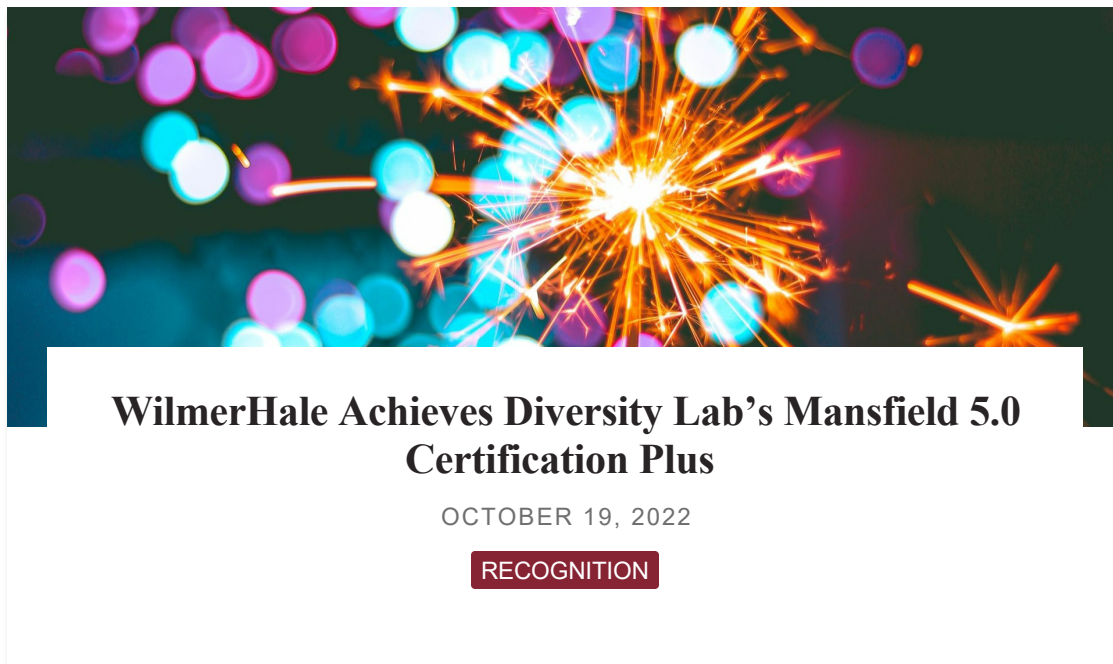 WilmerHale Achieves Diversity Lab’s Mansfield 5.0
Certification Plus
OCTOBER 19, 2022
RECOGNITION